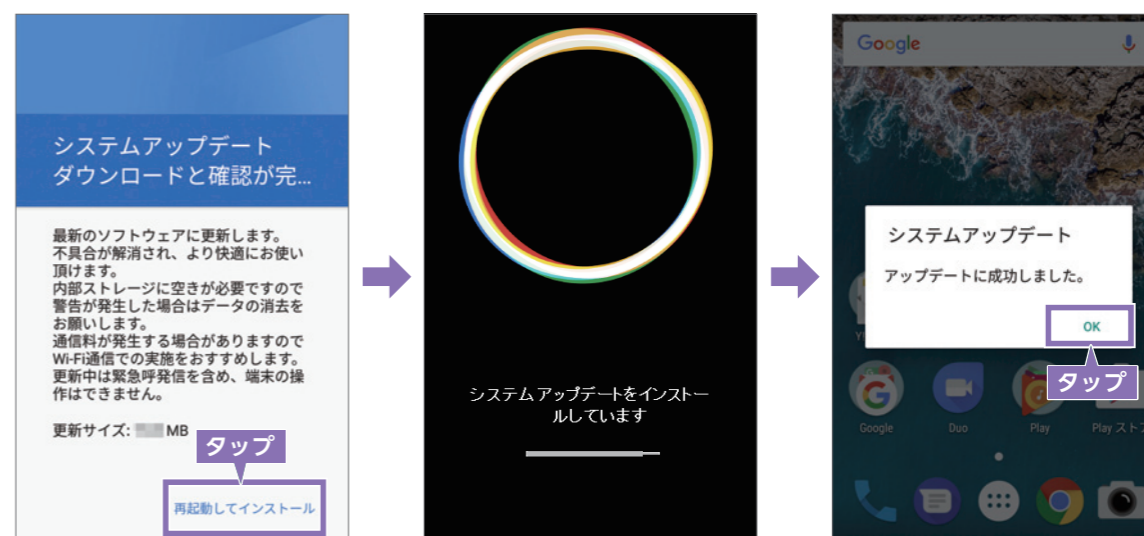 システムアップデート
ダウンロードと確認が完...
最新のソフトウェアに更新します。
不具合が解消され、より快適にお使い
頂けます。
内部ストレージに空きが必要ですので
警告が発生した場合はデータの消去を
お願いします。
通信料が発生する場合がありますので
Wi-Fi通信での実施をおすすめします。
更新中は緊急呼発信を含め、端末の操
作はできません。
更新サイズ: MB
タップ
再起動してインストール
システムアップデートをインストー
ルしています
Google
システムアップデート
アップデートに成功しました。
OK
タップ
Google
Duo
Play
Play スト